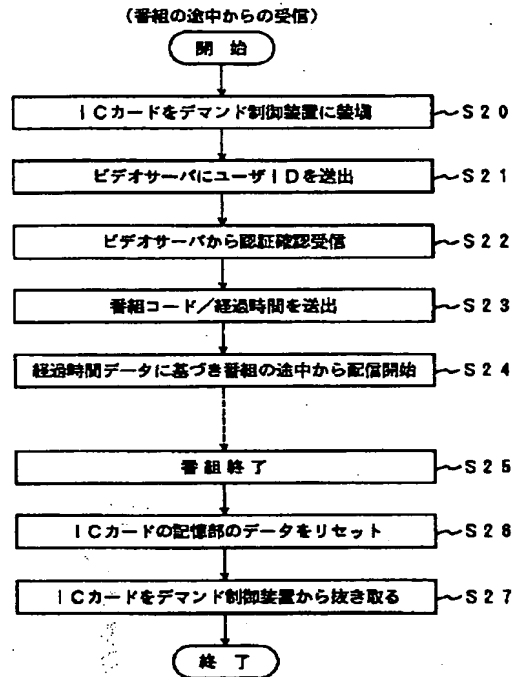 (番組の途中からの受信)
開 始
ICカードをデマンド制御装置に装填 S20
ビデオサーバにユーザIDを送出 S21
ビデオサーバから認証確認受信 S22
番組コード/経過時間を送出 S23
経過時間データに基づき番組の途中から配信開始 S24
番組終了 S25
ICカードの記憶部のデータをリセット S26
ICカードをデマンド制御装置から抜き取る S27
終 了